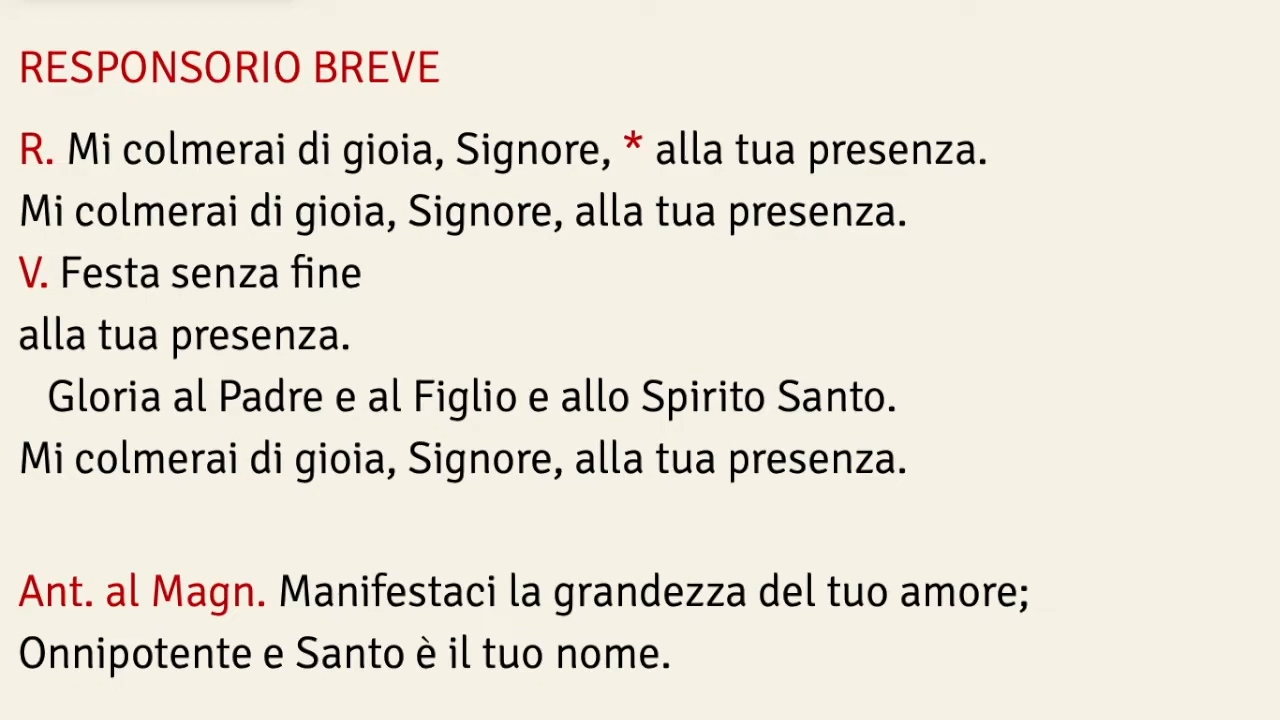 RESPONSORIO BREVE
R. Mi colmerai di gioia, Signore, * alla tua presenza.
Mi colmerai di gioia, Signore, alla tua presenza.
V. Festa senza fine
alla tua presenza.
Gloria al Padre e al Figlio e allo Spirito Santo.
Mi colmerai di gioia, Signore, alla tua presenza.
Ant. al Magn. Manifestaci la grandezza del tuo amore;
Onnipotente e Santo è il tuo nome.